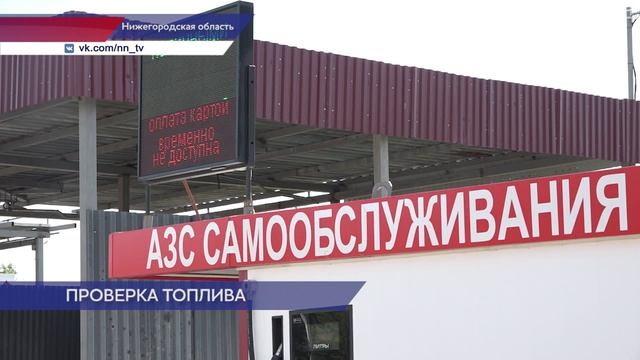 Нижегородская область
vk.com/nn_tv
оплата картой
временно
не доступна
АЗС САМООБСЛУЖИВАНИЯ
ПРОВЕРКА ТОПЛИВА
ЛИТРЫ